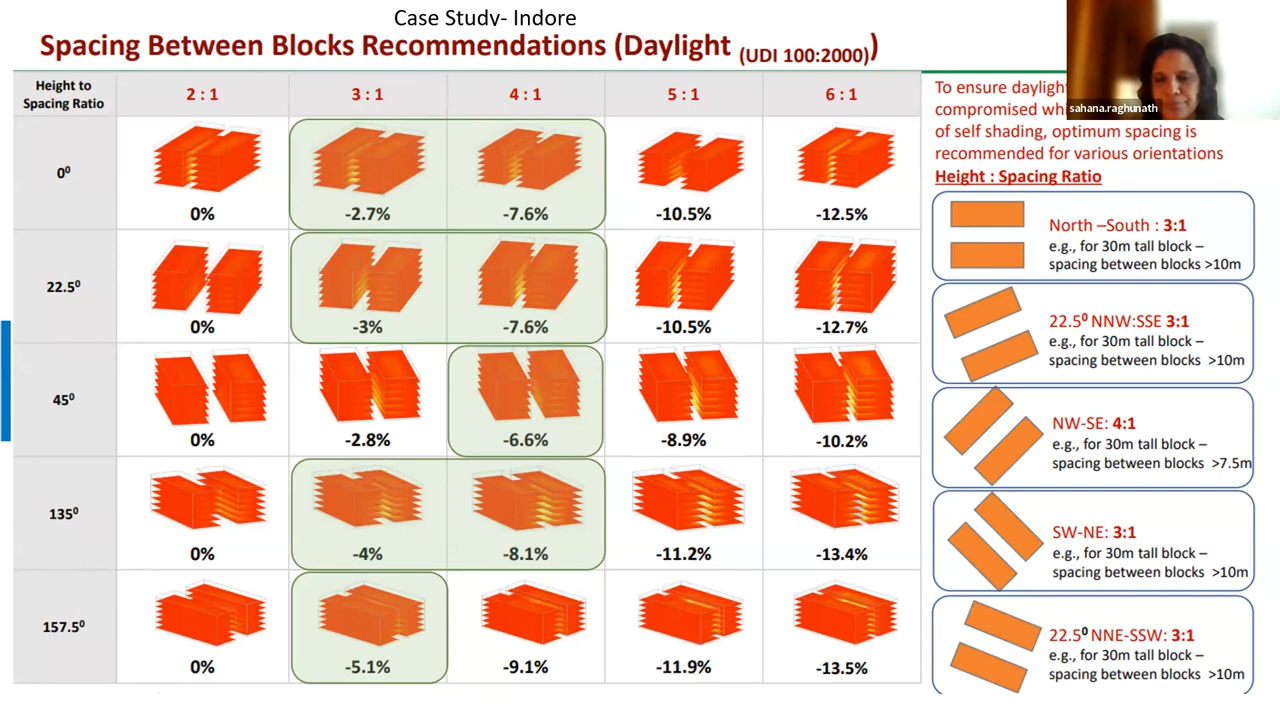 Case Study- Indore
Spacing Between Blocks Recommendations (Daylight (UDI 100:2000))
Height to
Spacing Ratio
2 : 1
3 : 1
4 : 1
5 : 1
6 : 1
0⁰
0%
-2.7%
-7.6%
-10.5%
-12.5%
22.5⁰
0%
-3%
-7.6%
-10.5%
-12.7%
45⁰
0%
-2.8%
-6.6%
-8.9%
-10.2%
135⁰
0%
-4%
-8.1%
-11.2%
-13.4%
157.5⁰
0%
-5.1%
-9.1%
-11.9%
-13.5%
sahana.raghunath
To ensure daylight
compromised
of self shading, optimum spacing is
recommended for various orientations
Height : Spacing Ratio
North –South : 3:1
e.g., for 30m tall block –
spacing between blocks >10m
22.5⁰ NNW:SSE 3:1
e.g., for 30m tall block –
spacing between blocks >10m
NW-SE: 4:1
e.g., for 30m tall block –
spacing between blocks >7.5m
SW-NE: 3:1
e.g., for 30m tall block –
spacing between blocks >10m
22.5⁰ NNE-SSW: 3:1
e.g., for 30m tall block –
spacing between blocks >10m